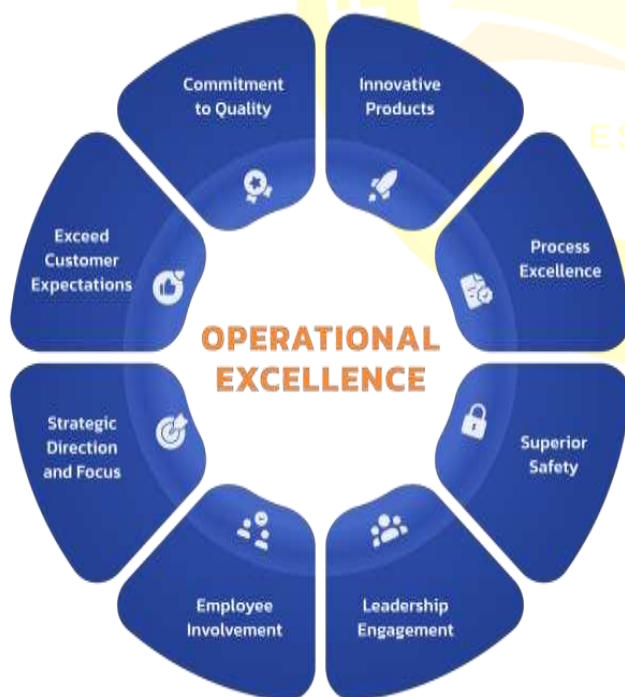 Commitment
to Quality
Innovative
Products
Process
Excellence
Superior
Safety
Leadership
Engagement
Employee
Involvement
Strategic
Direction
and Focus
Exceed
Customer
Expectations
OPERATIONAL
EXCELLENCE
ES